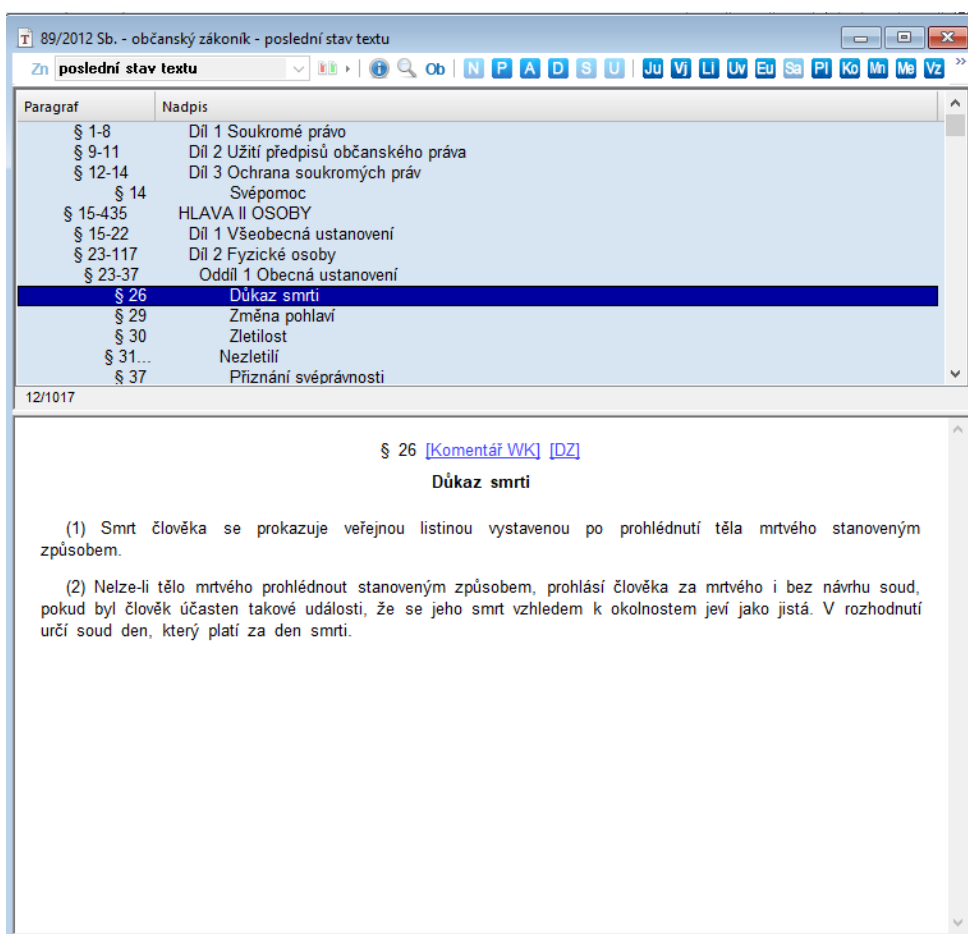 89/2012 Sb. - občanský zákoník - poslední stav textu
Zn poslední stav textu Ob N P A D S U Ju Vj LI Uv Eu Sa Pl Ko Mn Me Vz »
Paragraf Nadpis
§ 1-8 Díl 1 Soukromé právo
§ 9-11 Díl 2 Užití předpisů občanského práva
§ 12-14 Díl 3 Ochrana soukromých práv
§ 14 Svépomoc
§ 15-435 HLAVA II OSOBY
§ 15-22 Díl 1 Všeobecná ustanovení
§ 23-117 Díl 2 Fyzické osoby
§ 23-37 Oddíl 1 Obecná ustanovení
§ 26 Důkaz smrti
§ 29 Změna pohlaví
§ 30 Zletilost
§ 31... Nezletilí
§ 37 Přiznání svéprávnosti
12/1017
§ 26 [Komentář WK] [DZ]
Důkaz smrti
(1) Smrt člověka se prokazuje veřejnou listinou vystavenou po prohlédnutí těla mrtvého stanoveným
způsobem.
(2) Nelze-li tělo mrtvého prohlédnout stanoveným způsobem, prohlásí člověka za mrtvého i bez návrhu soud,
pokud byl člověk účasten takové události, že se jeho smrt vzhledem k okolnostem jeví jako jistá. V rozhodnutí
určí soud den, který platí za den smrti.